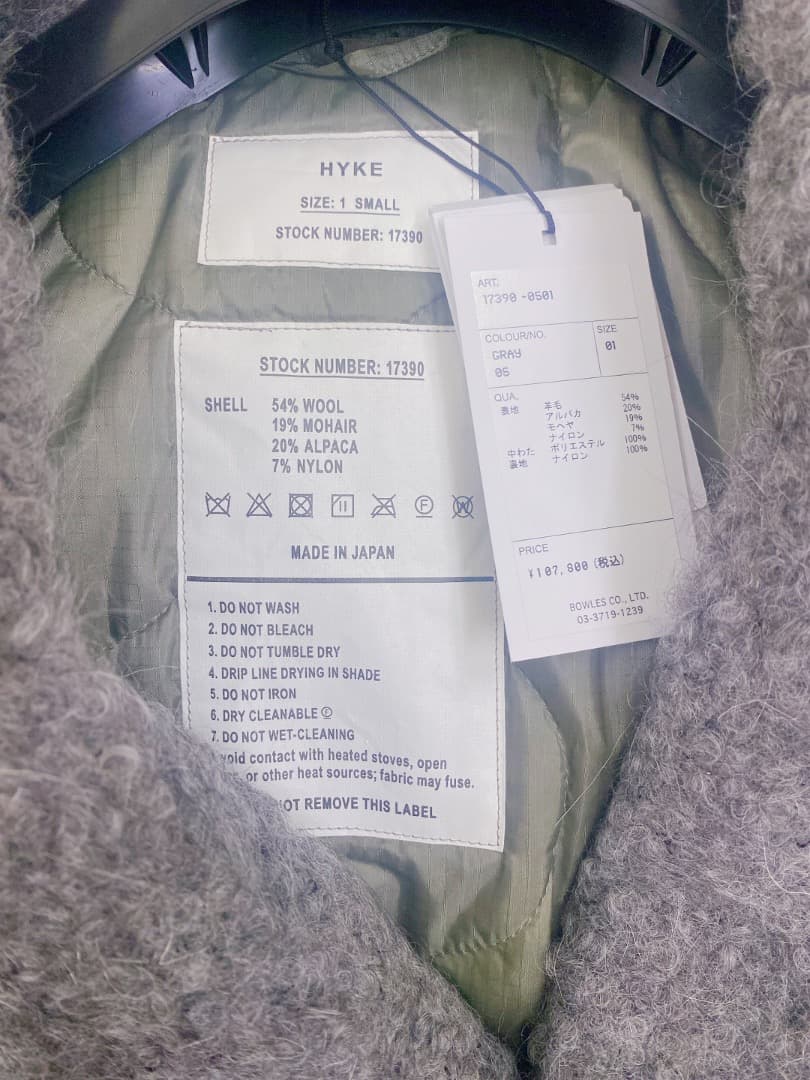 HYKE
SIZE: 1 SMALL
STOCK NUMBER: 17390
STOCK NUMBER: 17390
SHELL 54% WOOL
19% MOHAIR
20% ALPACA
7% NYLON
F
W
MADE IN JAPAN
1. DO NOT WASH
2. DO NOT BLEACH
3. DO NOT TUMBLE DRY
4. DRIP LINE DRYING IN SHADE
5. DO NOT IRON
6. DRY CLEANABLE Ⓕ
7. DO NOT WET-CLEANING
void contact with heated stoves, open
or other heat sources; fabric may fuse.
NOT REMOVE THIS LABEL
ART.
17390 -0501
COLOUR/NO.
GRAY
05
SIZE
01
QUA.
表地 羊毛 54%
アルパカ 20%
モヘヤ 19%
ナイロン 7%
中わた ポリエステル 100%
裏地 ナイロン 100%
PRICE
¥107,800 (税込)
BOWLES CO., LTD.
03-3719-1239